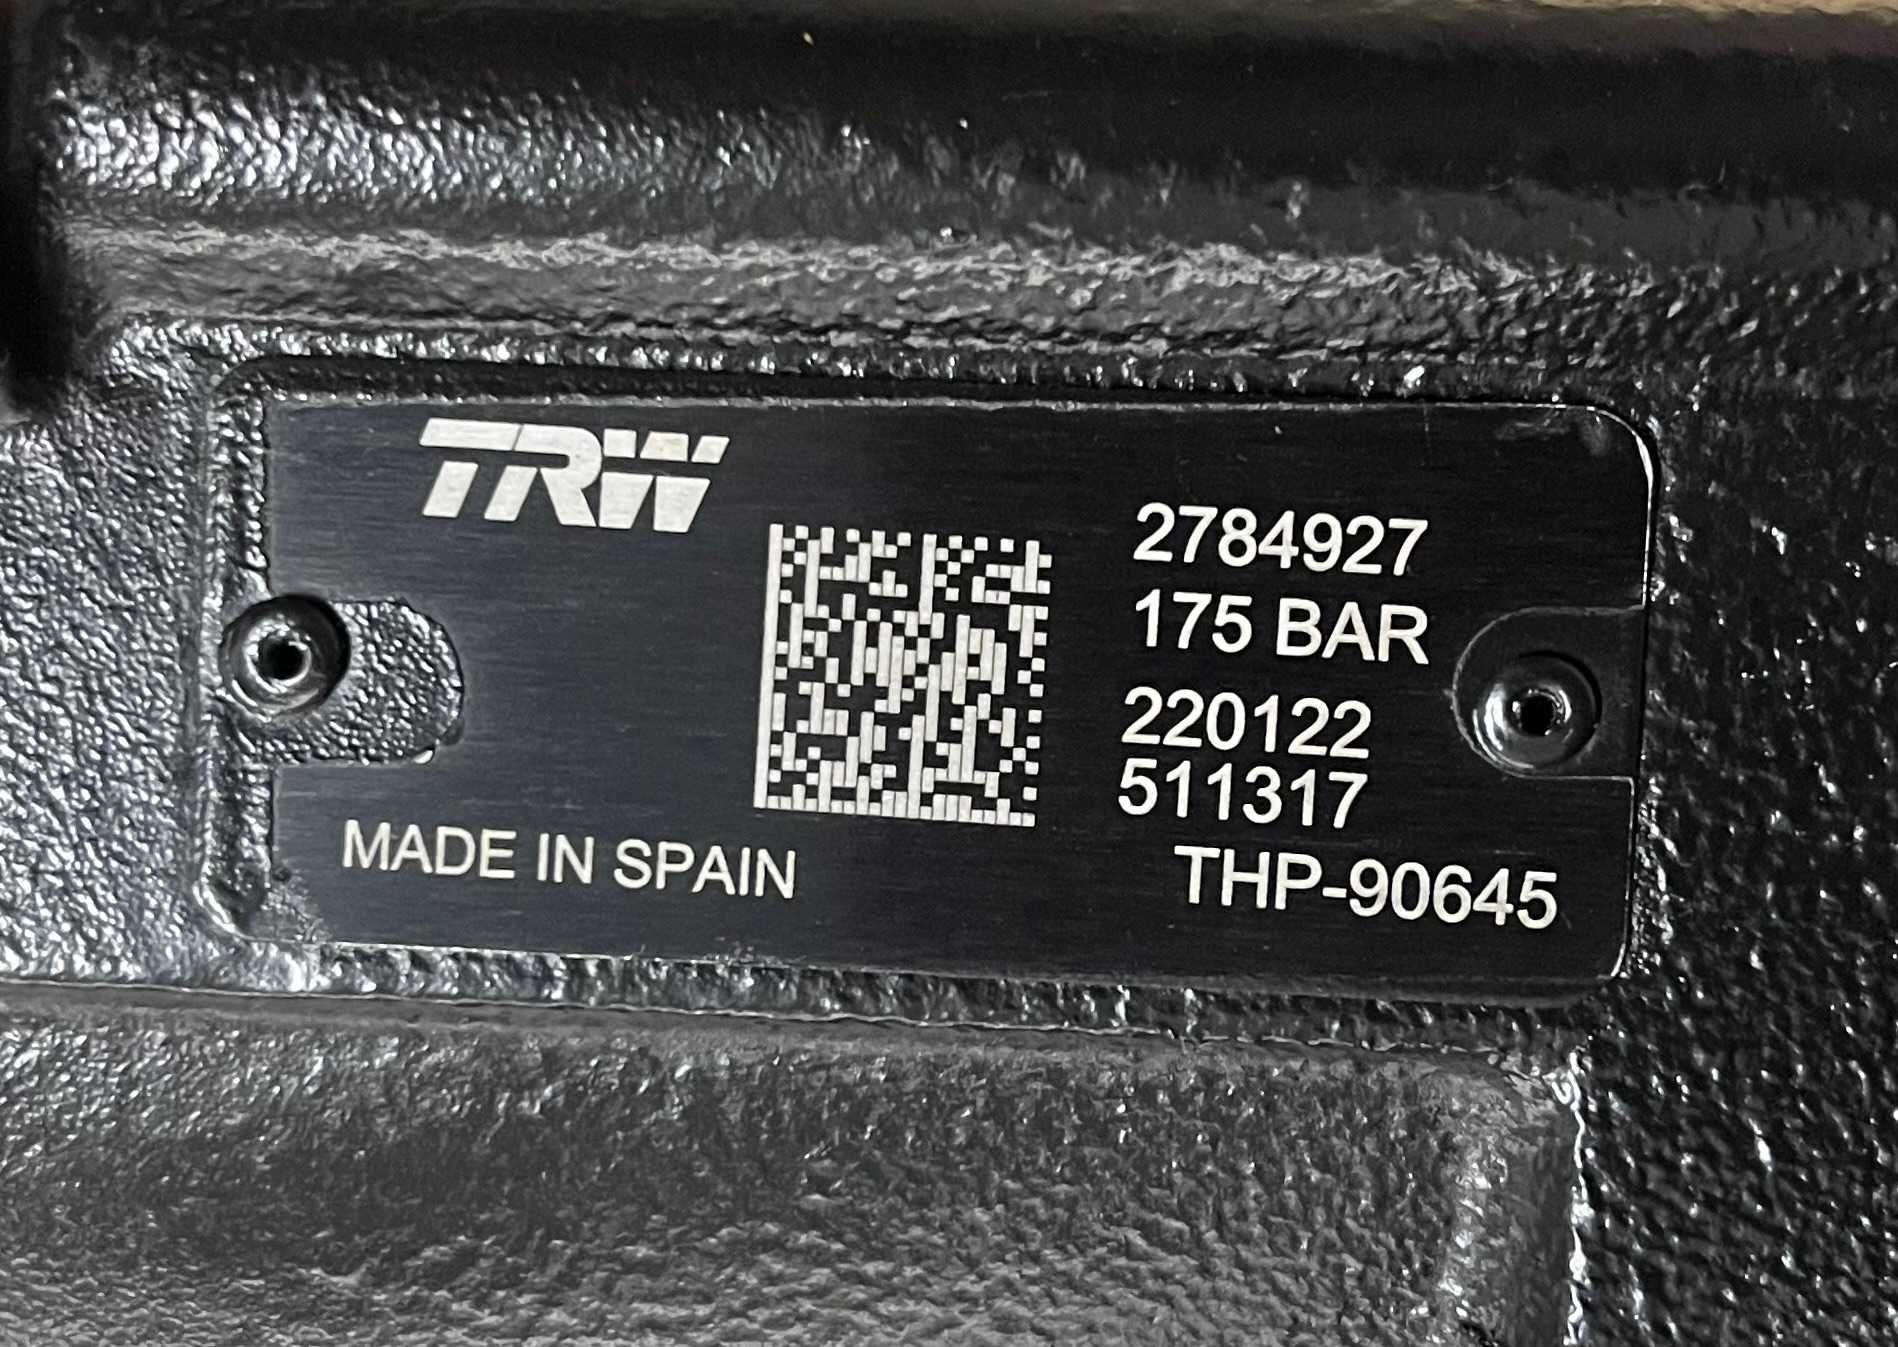 TRW
2784927
175 BAR
220122
511317
MADE IN SPAIN
THP-90645